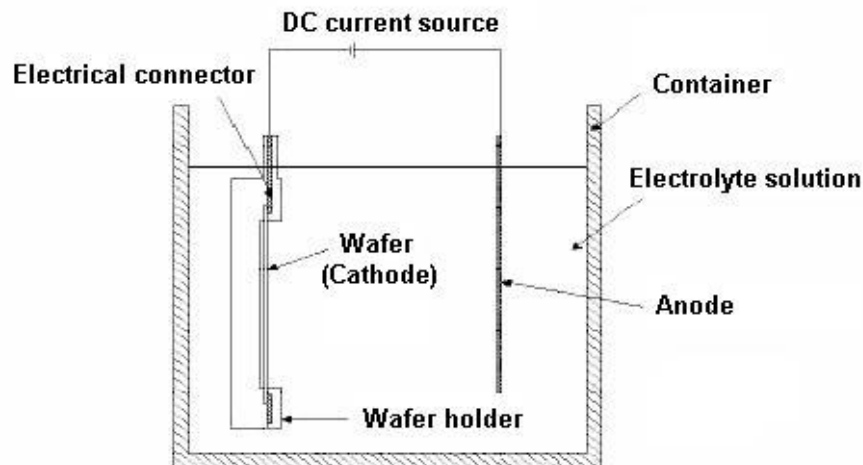 DC current source
Electrical connector
Container
Electrolyte solution
Wafer
(Cathode)
Anode
Wafer holder